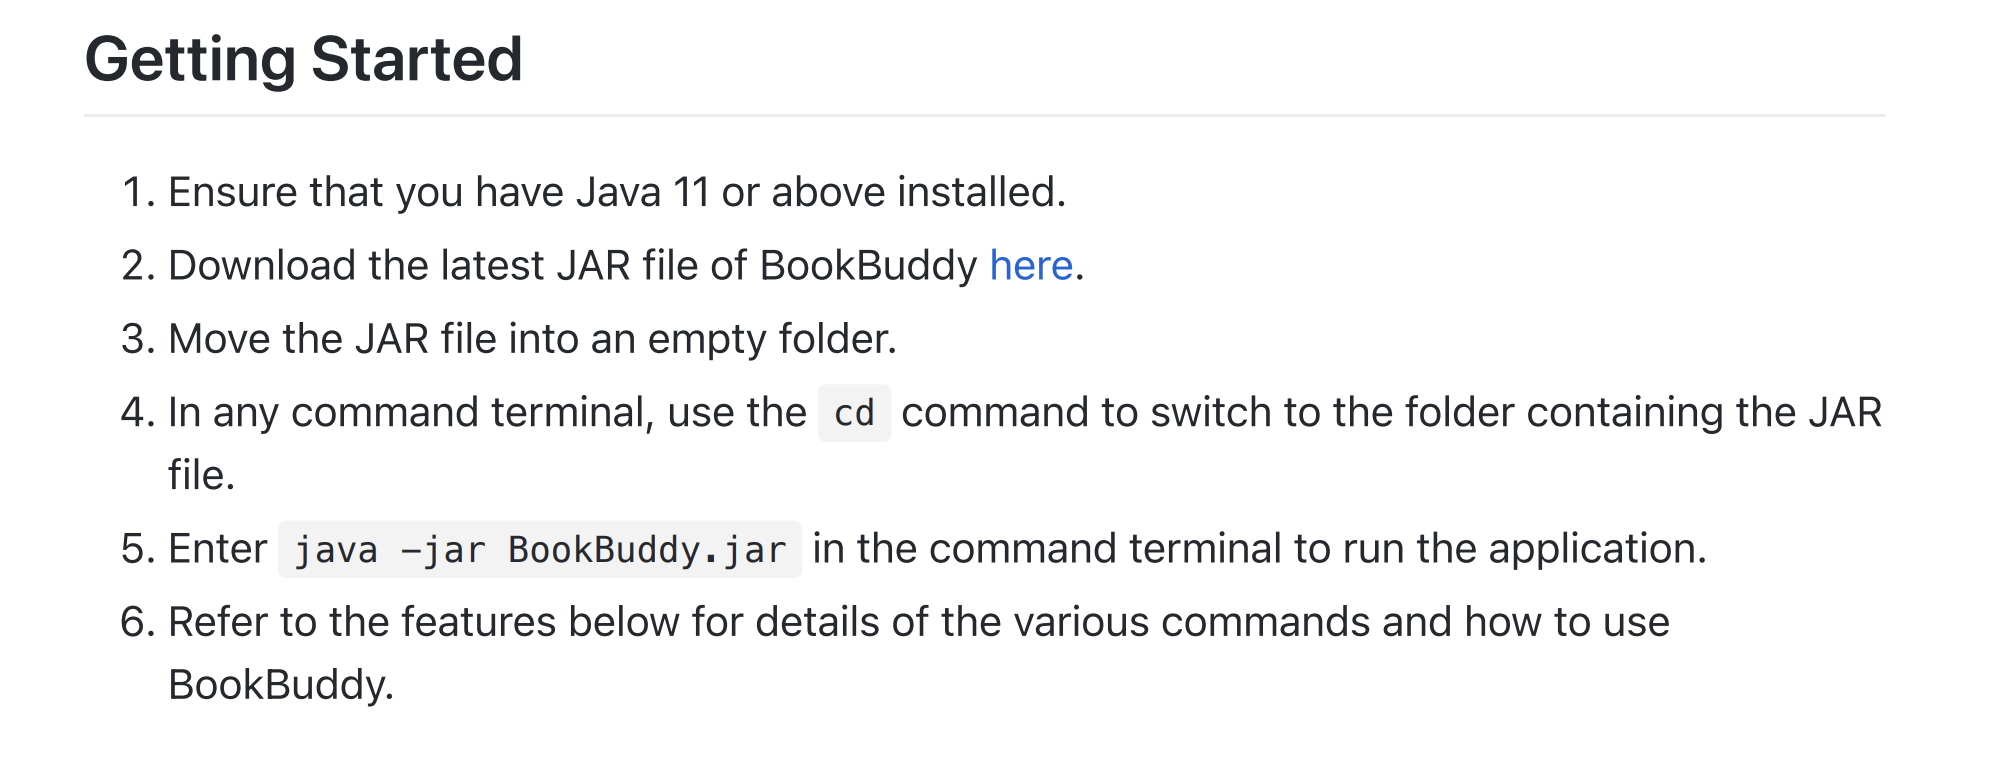 Getting Started
1. Ensure that you have Java 11 or above installed.
2. Download the latest JAR file of BookBuddy here.
3. Move the JAR file into an empty folder.
4. In any command terminal, use the cd command to switch to the folder containing the JAR
file.
5. Enter java -jar BookBuddy.jar in the command terminal to run the application.
6. Refer to the features below for details of the various commands and how to use
BookBuddy.